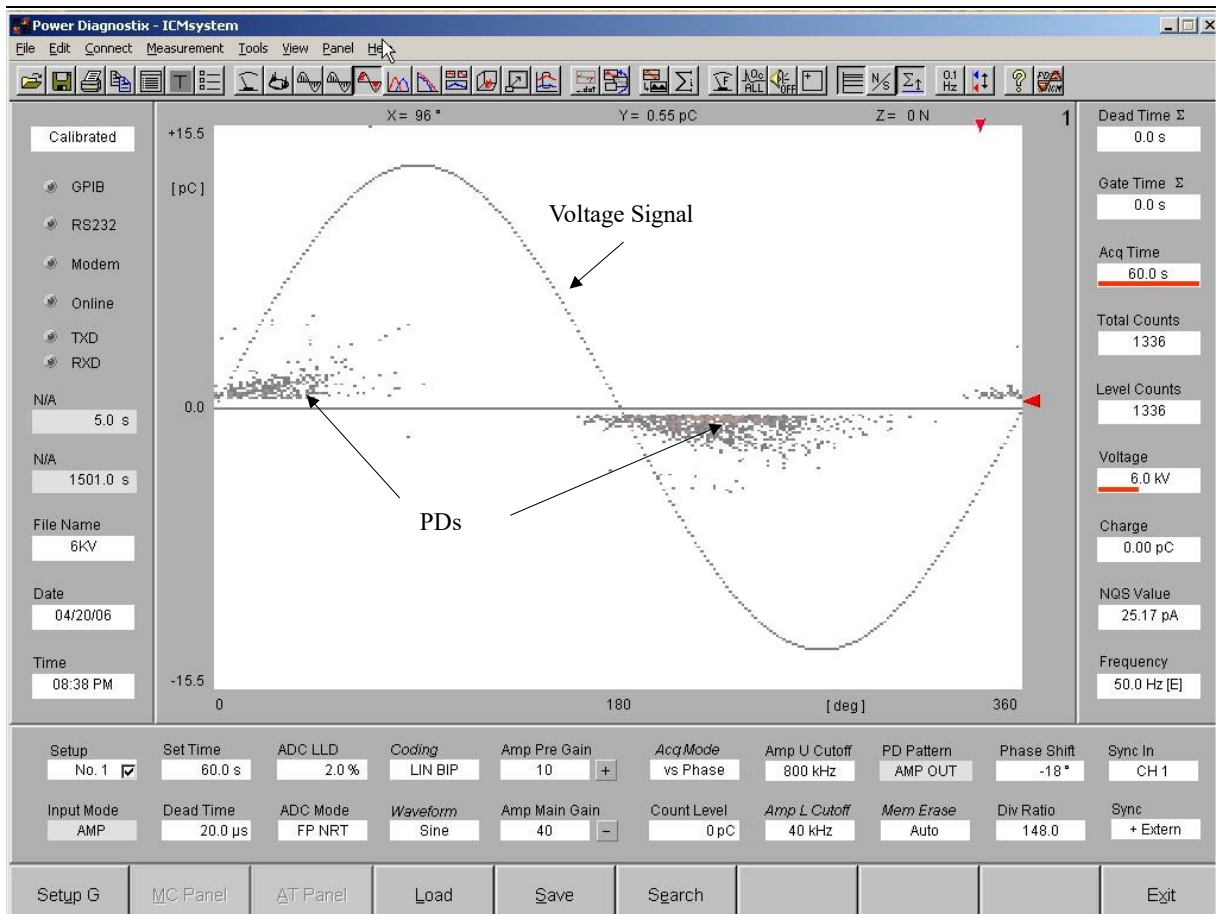 Power Diagnostix - ICMsystem
File Edit Connect Measurement Tools View Panel Help
X = 96 ° Y = 0.55 pC Z = 0 N 1
Calibrated
GPIB
RS232
Modem
Online
TXD
RXD
N/A
5.0 s
N/A
1501.0 s
File Name
6KV
Date
04/20/06
Time
08:38 PM
+15.5
[pC]
0.0
-15.5
0 180 [deg] 360
Voltage Signal
PDs
Dead Time Σ
0.0 s
Gate Time Σ
0.0 s
Acq Time
60.0 s
Total Counts
1336
Level Counts
1336
Voltage
6.0 kV
Charge
0.00 pC
NQS Value
25.17 pA
Frequency
50.0 Hz [E]
Setup Set Time ADC LLD Coding Amp Pre Gain Acq Mode Amp U Cutoff PD Pattern Phase Shift Sync In
No. 1 60.0 s 2.0 % LIN BIP 10 + vs Phase 800 kHz AMP OUT -18 ° CH 1
Input Mode Dead Time ADC Mode Waveform Amp Main Gain Count Level Amp L Cutoff Mem Erase Div Ratio Sync
AMP 20.0 µs FP NRT Sine 40 - 0 pC 40 kHz Auto 148.0 + Extern
Setup G MC Panel AT Panel Load Save Search Exit